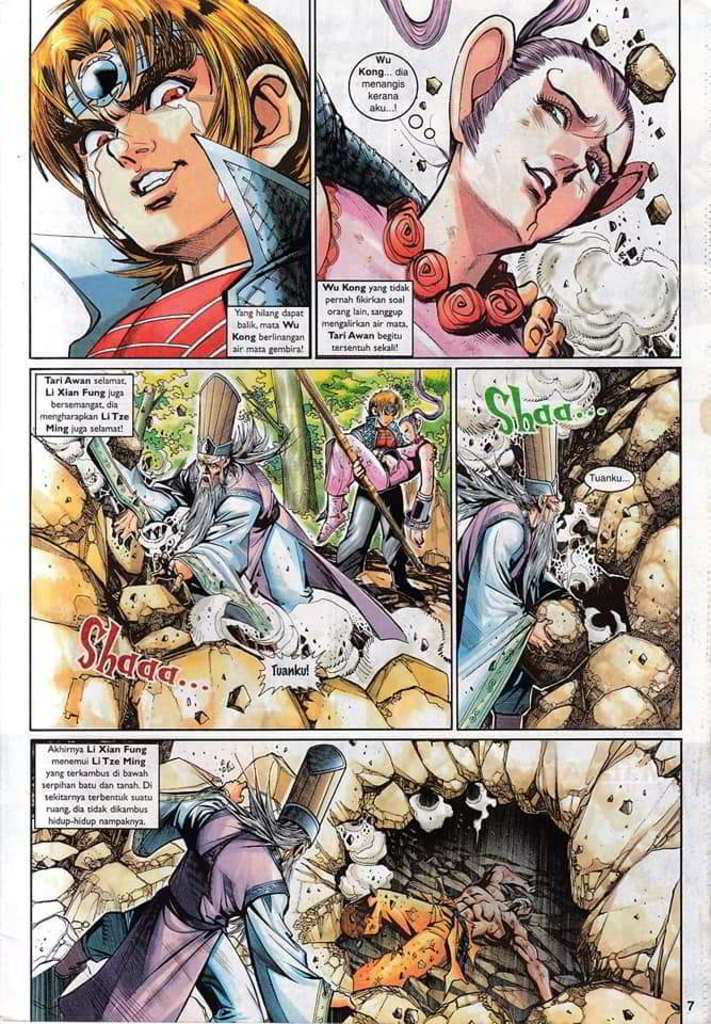 Wu
Kong... dia
menangis
kerana
aku...!
Yang hilang dapat
balik, mata Wu
Kong berlinangan
air mata gembira!
Wu Kong yang tidak
pernah fikirkan soal
orang lain, sanggup
mengalirkan air mata,
Tari Awan begitu
tersentuh sekali!
Tari Awan selamat,
Li Xian Fung juga
bersemangat, dia
mengharapkan Li Tze
Ming juga selamat!
Shaaa...
Tuanku!
Shaa...
Tuanku...
Akhirnya Li Xian Fung
menemui Li Tze Ming
yang terkambus di bawah
serpihan batu dan tanah. Di
sekitarnya terbentuk suatu
ruang, dia tidak dikambus
hidup-hidup nampaknya.
7